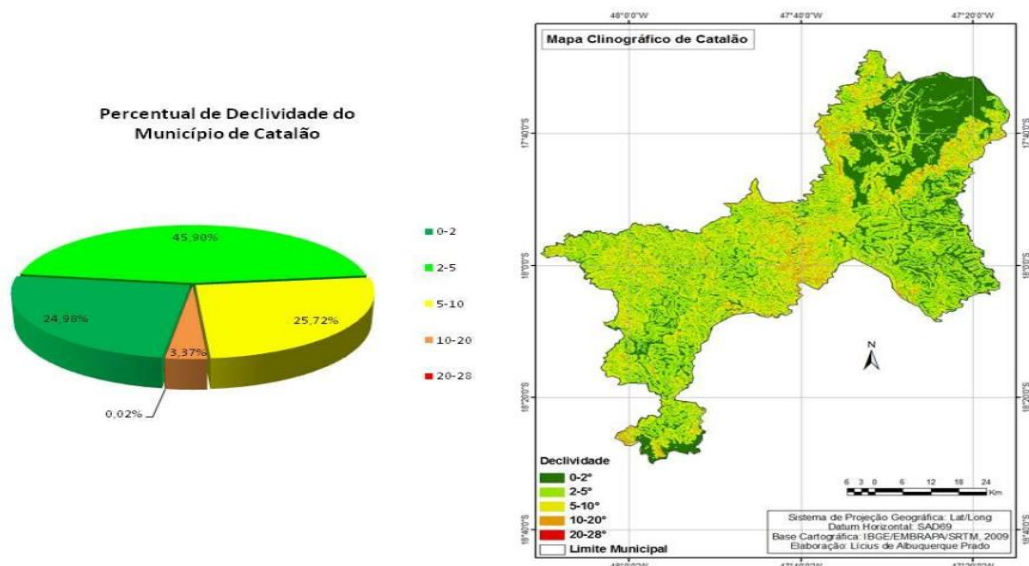 Percentual de Declividade do
Município de Catalão
45,90%
24,98%
25,72%
3,37%
0,02%
0-2
2-5
5-10
10-20
20-28
Mapa Clinográfico de Catalão
48°0'0"W
47°40'0"W
47°20'0"W
17°40'0"S
18°0'0"S
18°20'0"S
18°40'0"S
N
Declividade
0-2°
2-5°
5-10°
10-20°
20-28°
Limite Municipal
6 3 0 6 12 18 24
Km
Sistema de Projeção Geográfica: Lat/Long
Datum Horizontal: SAD69
Base Cartográfica: IBGE/EMBRAPA/SRTM, 2009
Elaboração: Lícius de Albuquerque Prado